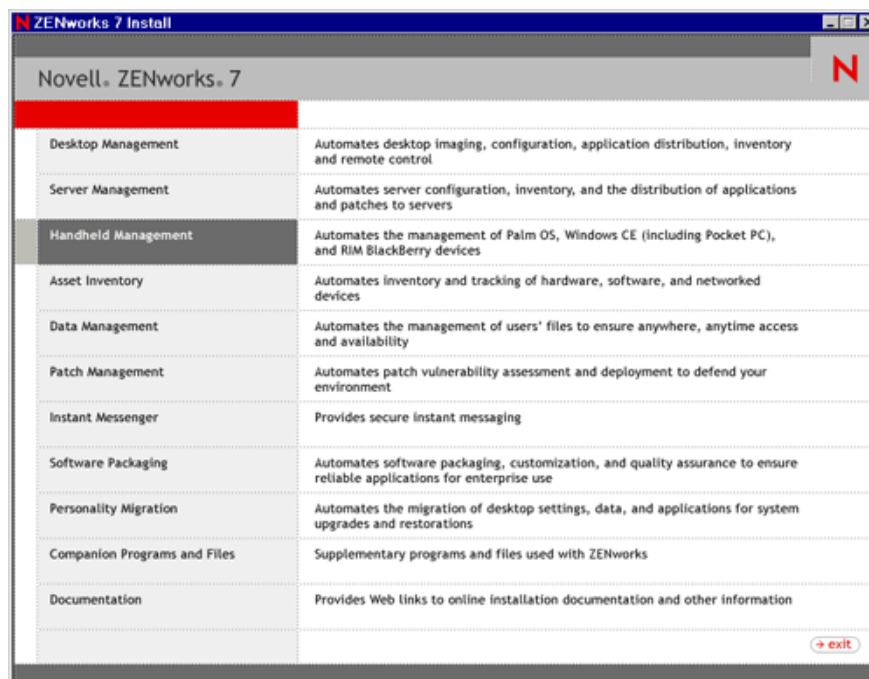 N ZENworks 7 Install
Novell® ZENworks® 7
N
Desktop Management
Automates desktop imaging, configuration, application distribution, inventory
and remote control
Server Management
Automates server configuration, inventory, and the distribution of applications
and patches to servers
Handheld Management
Automates the management of Palm OS, Windows CE (including Pocket PC),
and RIM BlackBerry devices
Asset Inventory
Automates inventory and tracking of hardware, software, and networked
devices
Data Management
Automates the management of users' files to ensure anywhere, anytime access
and availability
Patch Management
Automates patch vulnerability assessment and deployment to defend your
environment
Instant Messenger
Provides secure instant messaging
Software Packaging
Automates software packaging, customization, and quality assurance to ensure
reliable applications for enterprise use
Personality Migration
Automates the migration of desktop settings, data, and applications for system
upgrades and restorations
Companion Programs and Files
Supplementary programs and files used with ZENworks
Documentation
Provides Web links to online installation documentation and other information
exit